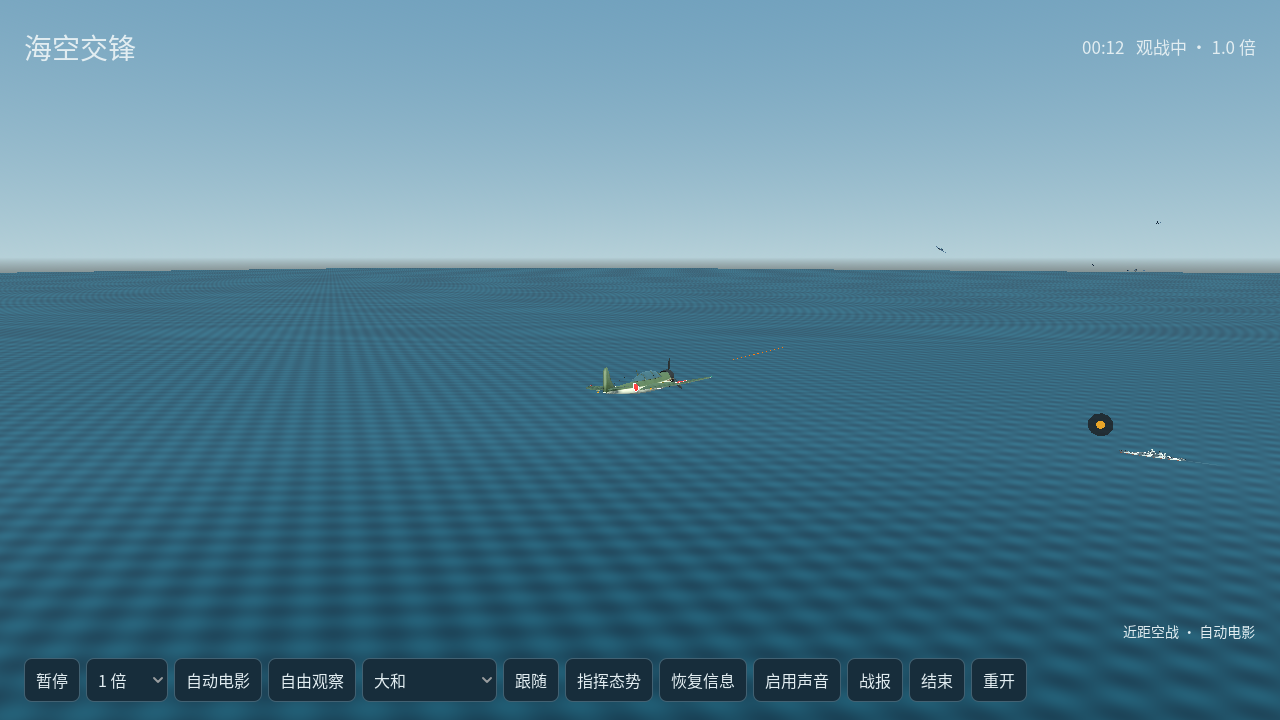 海空交锋
00:12 观战中 · 1.0 倍
近距空战 · 自动电影
暂停 1 倍 自动电影 自由观察 大和 跟随 指挥态势 恢复信息 启用声音 战报 结束 重开